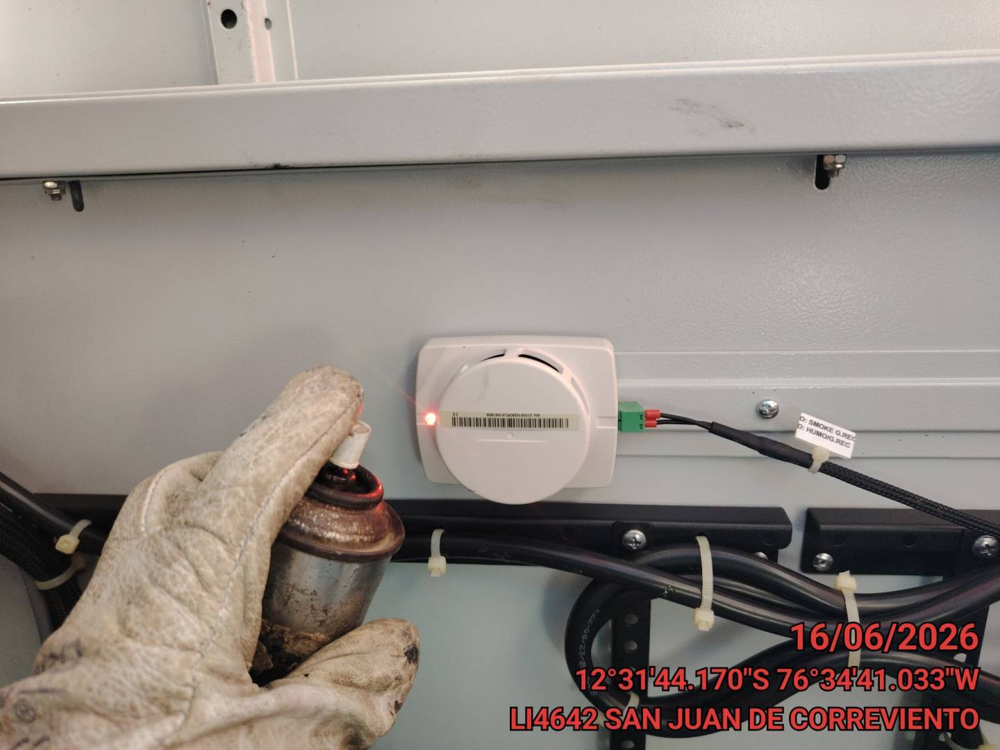 CE
O: SMOKE G.REC
D: HUMO/G.REC
16/06/2026
12°31'44.170"S 76°34'41.033"W
LI4642 SAN JUAN DE CORREVIENTO